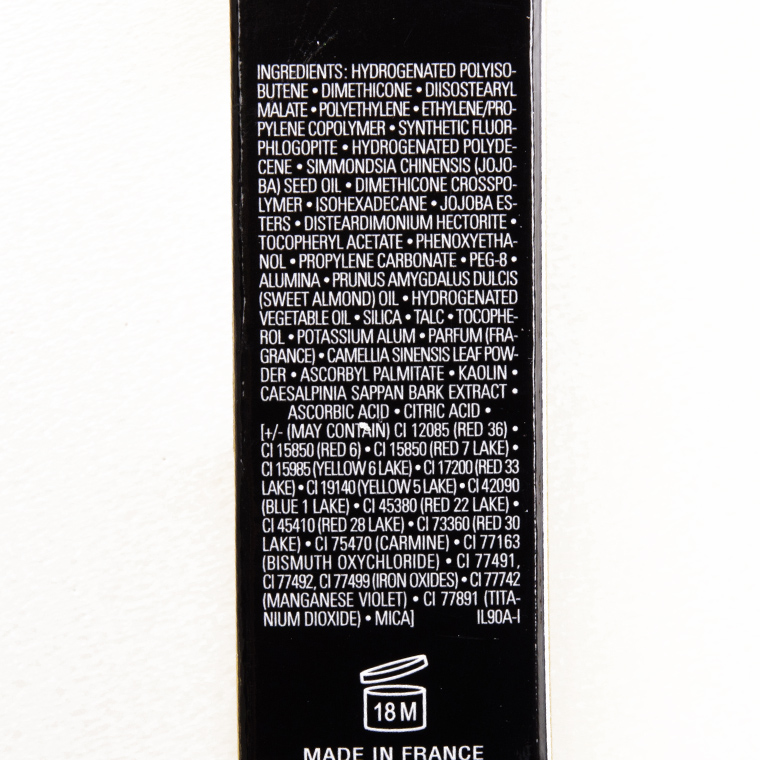 INGREDIENTS: HYDROGENATED POLYISO-
BUTENE • DIMETHICONE • DIISOSTEARYL
MALATE • POLYETHYLENE • ETHYLENE/PRO-
PYLENE COPOLYMER • SYNTHETIC FLUOR-
PHLOGOPITE • HYDROGENATED POLYDE-
CENE • SIMMONDSIA CHINENSIS (JOJO-
BA) SEED OIL • DIMETHICONE CROSSPO-
LYMER • ISOHEXADECANE • JOJOBA ES-
TERS • DISTEARDIMONIUM HECTORITE •
TOCOPHERYL ACETATE • PHENOXYETHA-
NOL • PROPYLENE CARBONATE • PEG-8 •
ALUMINA • PRUNUS AMYGDALUS DULCIS
(SWEET ALMOND) OIL • HYDROGENATED
VEGETABLE OIL • SILICA • TALC • TOCOPHE-
ROL • POTASSIUM ALUM • PARFUM (FRA-
GRANCE) • CAMELLIA SINENSIS LEAF POW-
DER • ASCORBYL PALMITATE • KAOLIN •
CAESALPINIA SAPPAN BARK EXTRACT •
ASCORBIC ACID • CITRIC ACID •
[+/- (MAY CONTAIN) CI 12085 (RED 36) •
CI 15850 (RED 6) • CI 15850 (RED 7 LAKE) •
CI 15985 (YELLOW 6 LAKE) • CI 17200 (RED 33
LAKE) • CI 19140 (YELLOW 5 LAKE) • CI 42090
(BLUE 1 LAKE) • CI 45380 (RED 22 LAKE) •
CI 45410 (RED 28 LAKE) • CI 73360 (RED 30
LAKE) • CI 75470 (CARMINE) • CI 77163
(BISMUTH OXYCHLORIDE) • CI 77491,
CI 77492, CI 77499 (IRON OXIDES) • CI 77742
(MANGANESE VIOLET) • CI 77891 (TITA-
NIUM DIOXIDE) • MICA] IL90A-I
18 M
MADE IN FRANCE